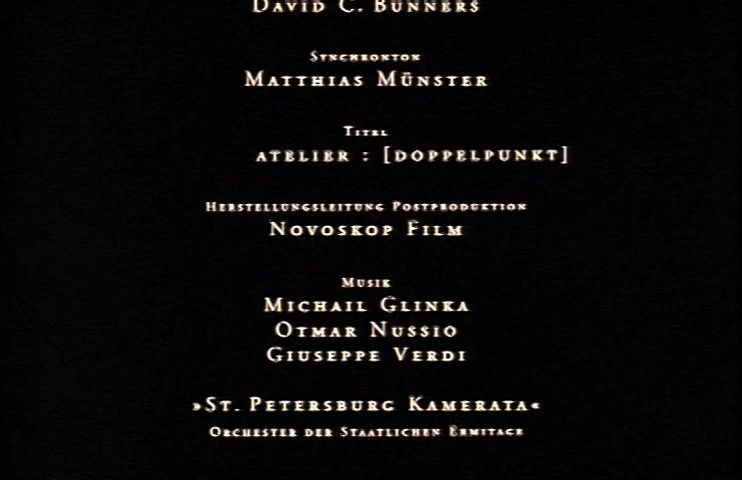 David C. Bunners
Synchronton
Matthias Münster
Titel
atelier : [doppelpunkt]
Herstellungsleitung Postproduktion
Novoskop Film
Musik
Michail Glinka
Otmar Nussio
Giuseppe Verdi
»St. Petersburg Kamerata«
Orchester der Staatlichen Ermitage